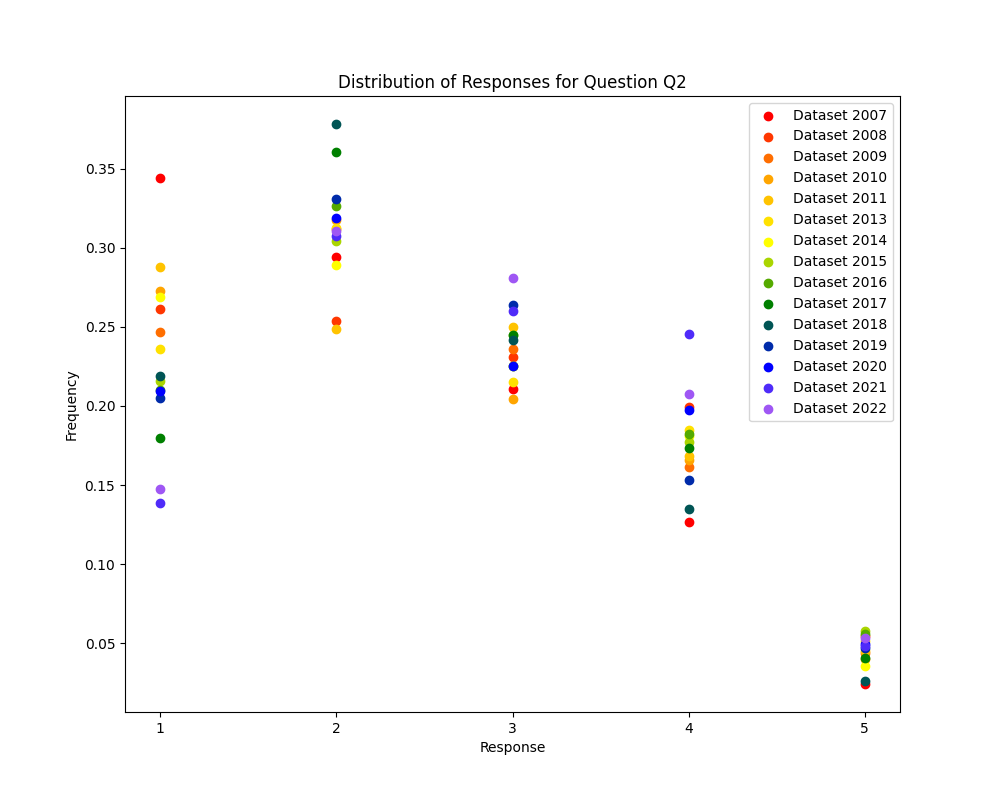 Distribution of Responses for Question Q2
Frequency
0.35
0.30
0.25
0.20
0.15
0.10
0.05
1 2 3 4 5
Response
Dataset 2007
Dataset 2008
Dataset 2009
Dataset 2010
Dataset 2011
Dataset 2013
Dataset 2014
Dataset 2015
Dataset 2016
Dataset 2017
Dataset 2018
Dataset 2019
Dataset 2020
Dataset 2021
Dataset 2022